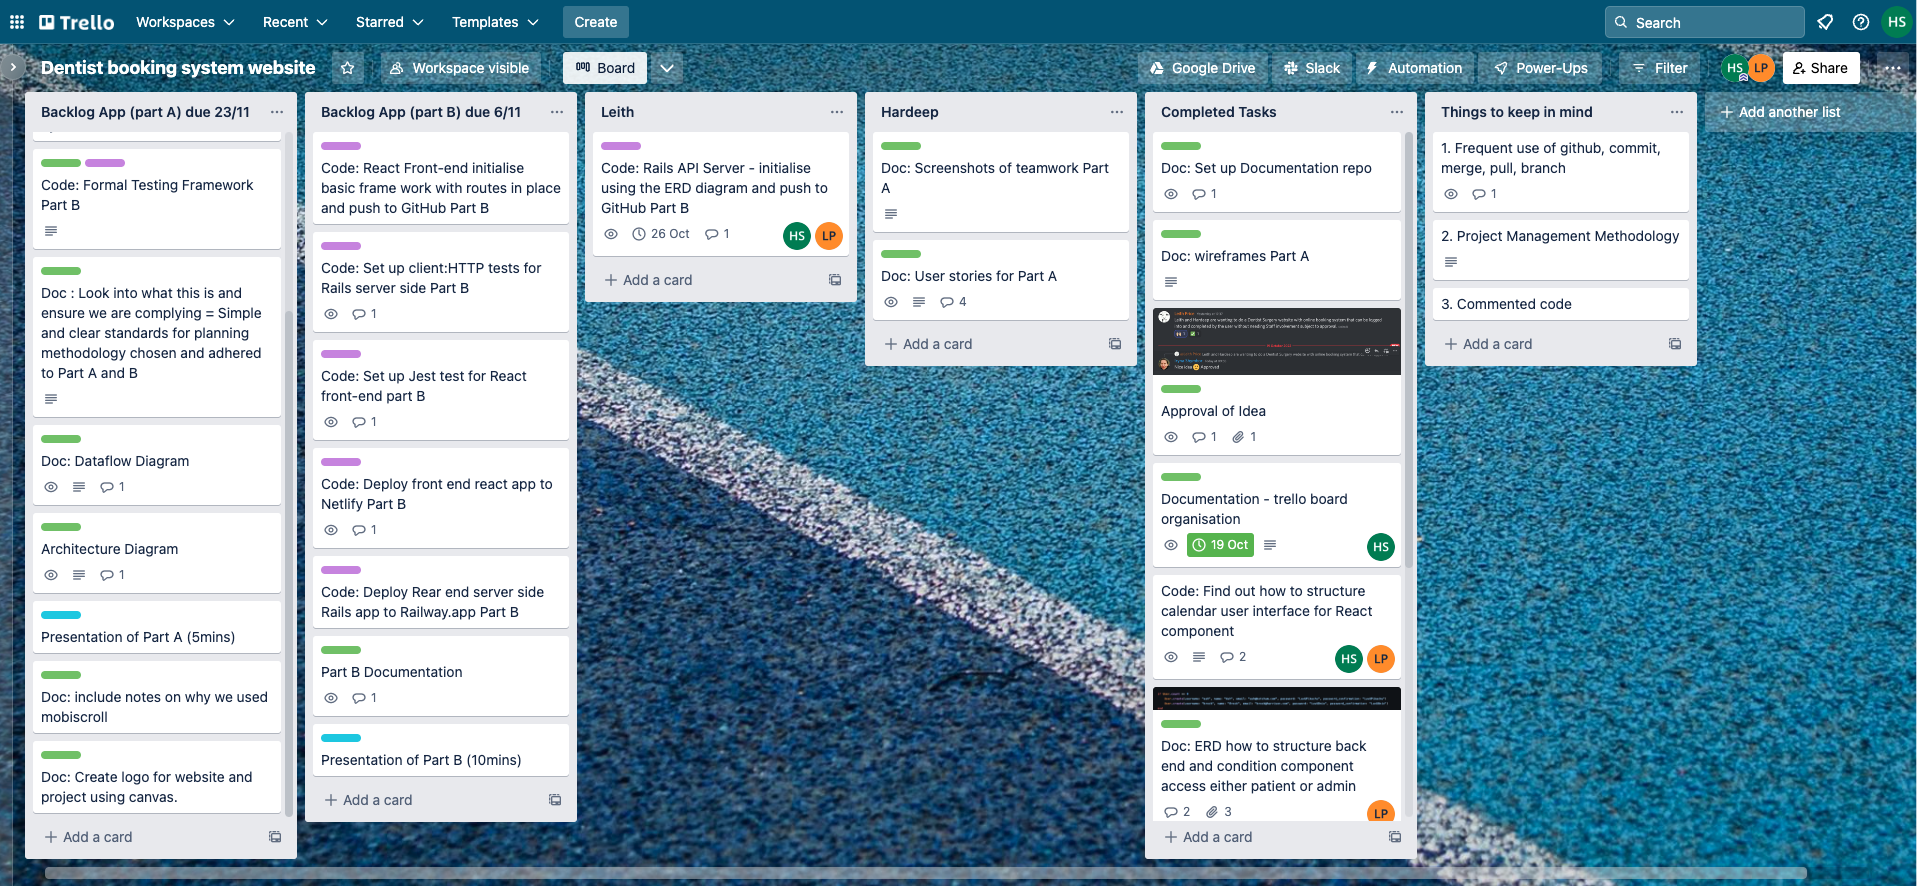 Trello
Workspaces
Recent
Starred
Templates
Create
Search
HS
Dentist booking system website
Workspace visible
Board
Google Drive
Slack
Automation
Power-Ups
Filter
HS
LP
Share
Backlog App (part A) due 23/11
Code: Formal Testing Framework
Part B
Doc : Look into what this is and
ensure we are complying = Simple
and clear standards for planning
methodology chosen and adhered
to Part A and B
Doc: Dataflow Diagram
1
Architecture Diagram
1
Presentation of Part A (5mins)
Doc: include notes on why we used
mobiscroll
Doc: Create logo for website and
project using canvas.
Add a card
Backlog App (part B) due 6/11
Code: React Front-end initialise
basic frame work with routes in place
and push to GitHub Part B
Code: Set up client:HTTP tests for
Rails server side Part B
1
Code: Set up Jest test for React
front-end part B
1
Code: Deploy front end react app to
Netlify Part B
1
Code: Deploy Rear end server side
Rails app to Railway.app Part B
Part B Documentation
1
Presentation of Part B (10mins)
Add a card
Leith
Code: Rails API Server - initialise
using the ERD diagram and push to
GitHub Part B
26 Oct
1
HS
LP
Add a card
Hardeep
Doc: Screenshots of teamwork Part
A
Doc: User stories for Part A
4
Add a card
Completed Tasks
Doc: Set up Documentation repo
1
Doc: wireframes Part A
Approval of Idea
1
1
Documentation - trello board
organisation
19 Oct
HS
Code: Find out how to structure
calendar user interface for React
component
2
HS
LP
Doc: ERD how to structure back
end and condition component
access either patient or admin
2
3
LP
Add a card
Things to keep in mind
1. Frequent use of github, commit,
merge, pull, branch
1
2. Project Management Methodology
3. Commented code
Add a card
Add another list